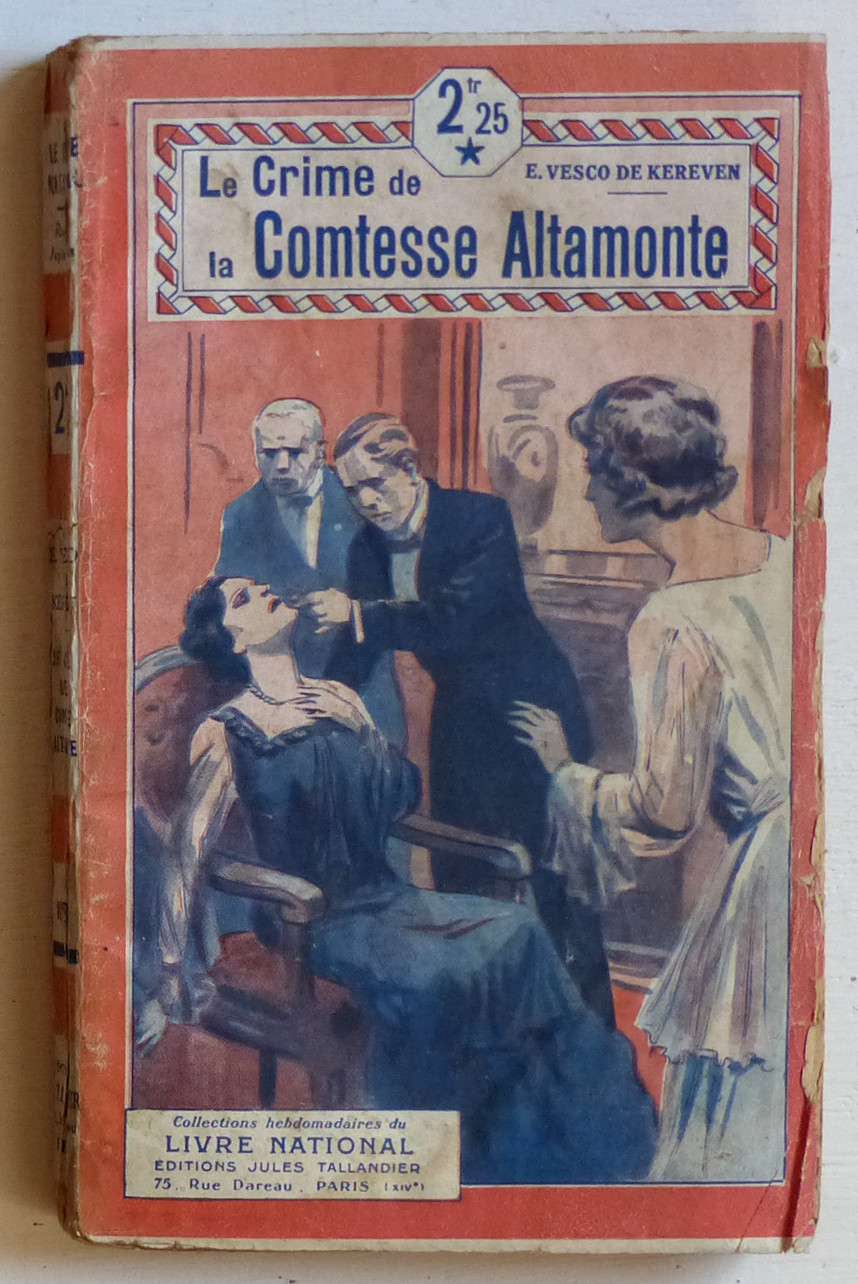 2fr 25
E. VESCO DE KEREVEN
Le Crime de
la Comtesse Altamonte
Collections hebdomadaires du
LIVRE NATIONAL
ÉDITIONS JULES TALLANDIER
75, Rue Dareau, PARIS (XIVe)